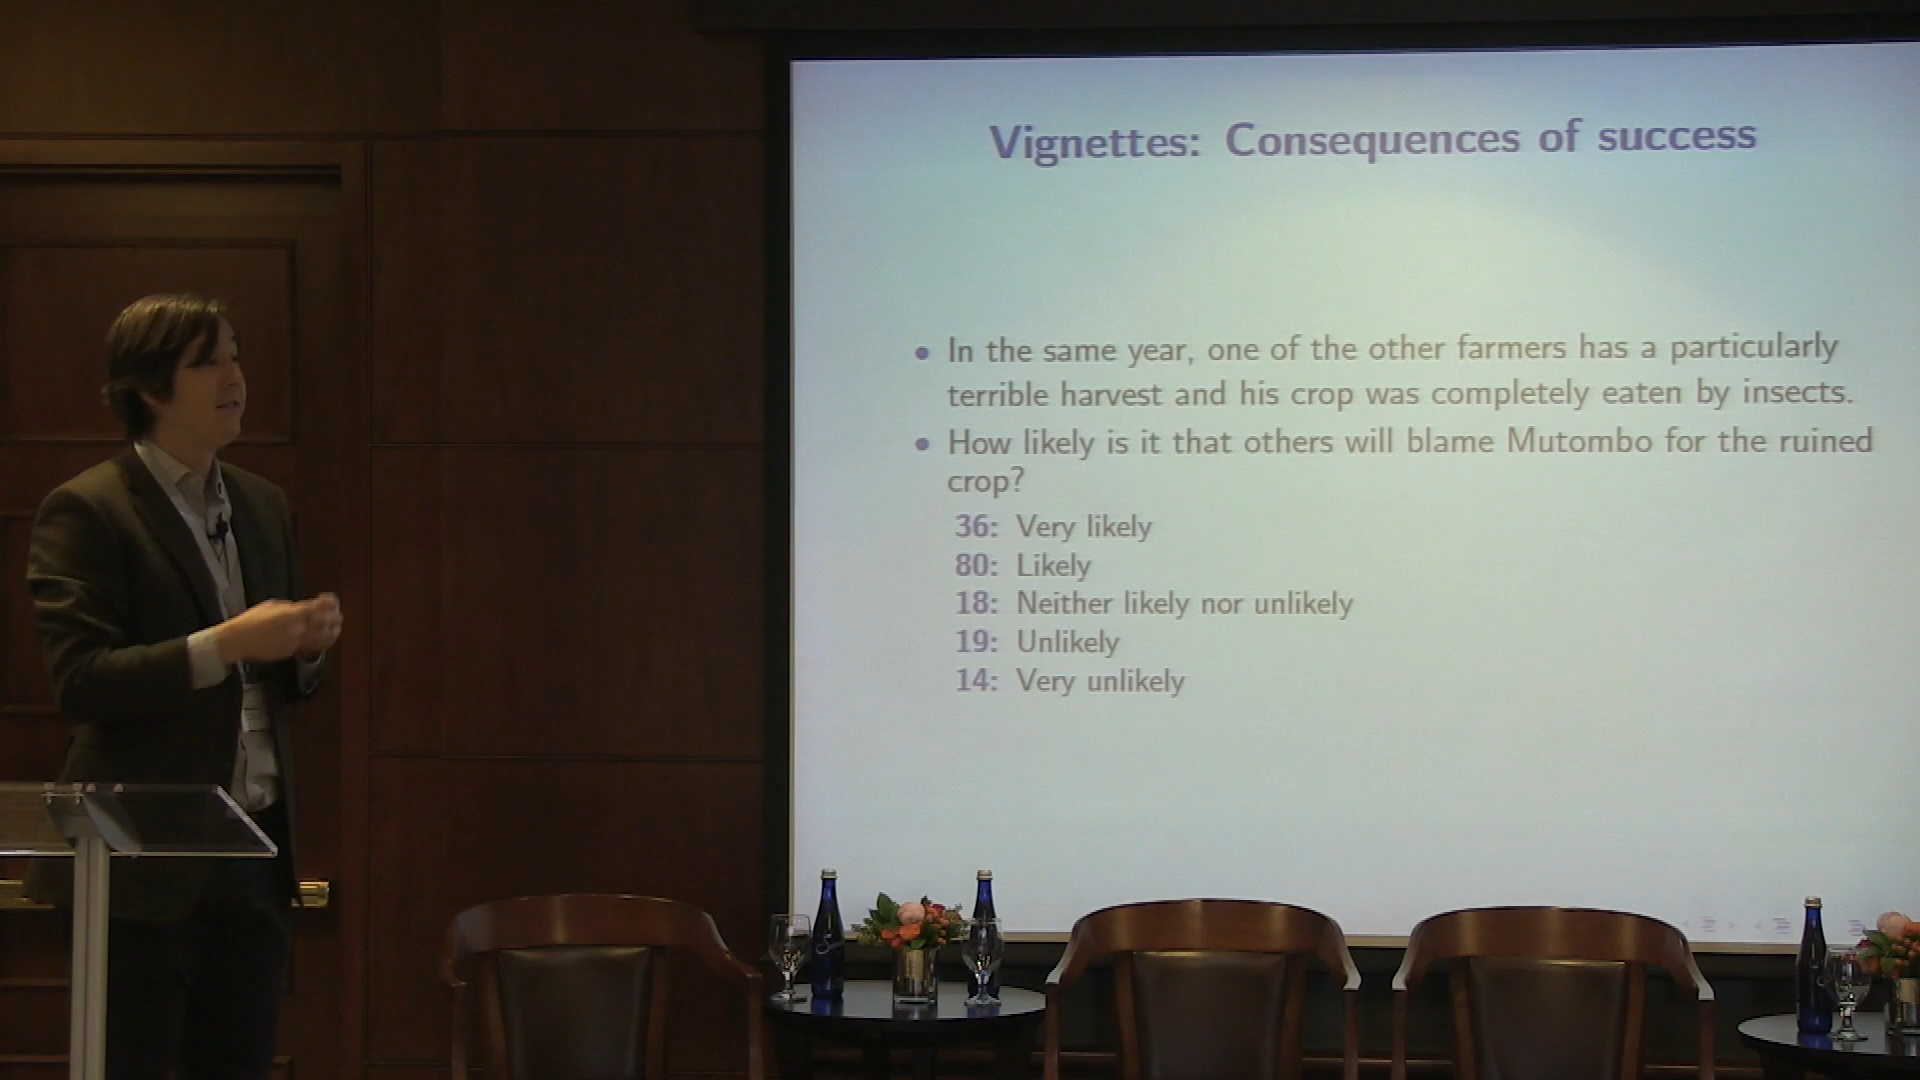 Vignettes: Consequences of success
• In the same year, one of the other farmers has a particularly
terrible harvest and his crop was completely eaten by insects.
• How likely is it that others will blame Mutombo for the ruined
crop?
36: Very likely
80: Likely
18: Neither likely nor unlikely
19: Unlikely
14: Very unlikely